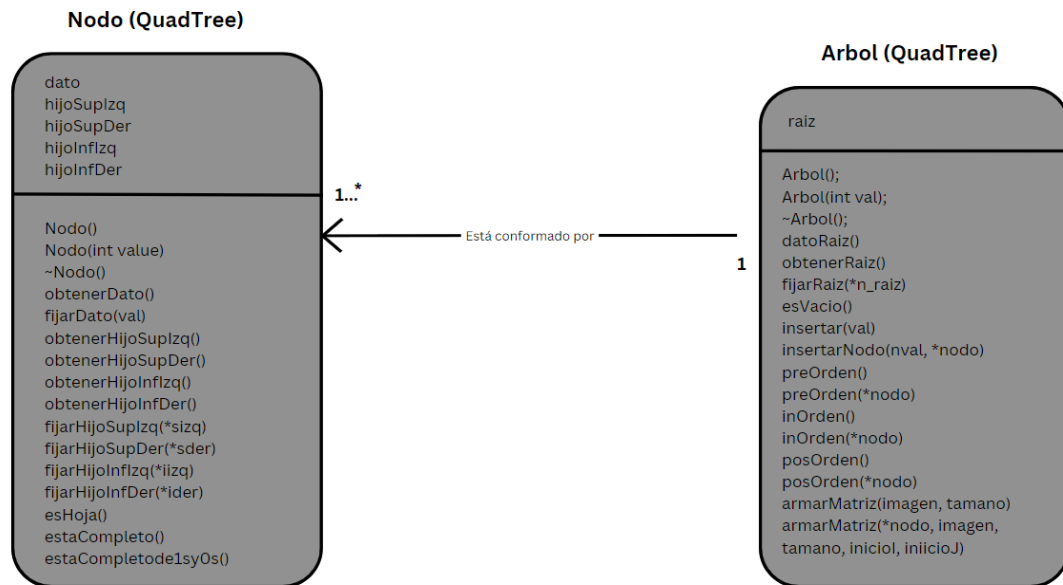 Nodo (QuadTree)
dato
hijoSupIzq
hijoSupDer
hijoInfIzq
hijoInfDer
Nodo()
Nodo(int value)
~Nodo()
obtenerDato()
fijarDato(val)
obtenerHijoSupIzq()
obtenerHijoSupDer()
obtenerHijoInfIzq()
obtenerHijoInfDer()
fijarHijoSupIzq(*sizq)
fijarHijoSupDer(*sder)
fijarHijoInfIzq(*iizq)
fijarHijoInfDer(*ider)
esHoja()
estaCompleto()
estaCompletode1sy0s()
1...*
Está conformado por
1
Arbol (QuadTree)
raiz
Arbol();
Arbol(int val);
~Arbol();
datoRaiz()
obtenerRaiz()
fijarRaiz(*n_raiz)
esVacio()
insertar(val)
insertarNodo(nval, *nodo)
preOrden()
preOrden(*nodo)
inOrden()
inOrden(*nodo)
posOrden()
posOrden(*nodo)
armarMatriz(imagen, tamano)
armarMatriz(*nodo, imagen,
tamano, inicioI, iniicioJ)